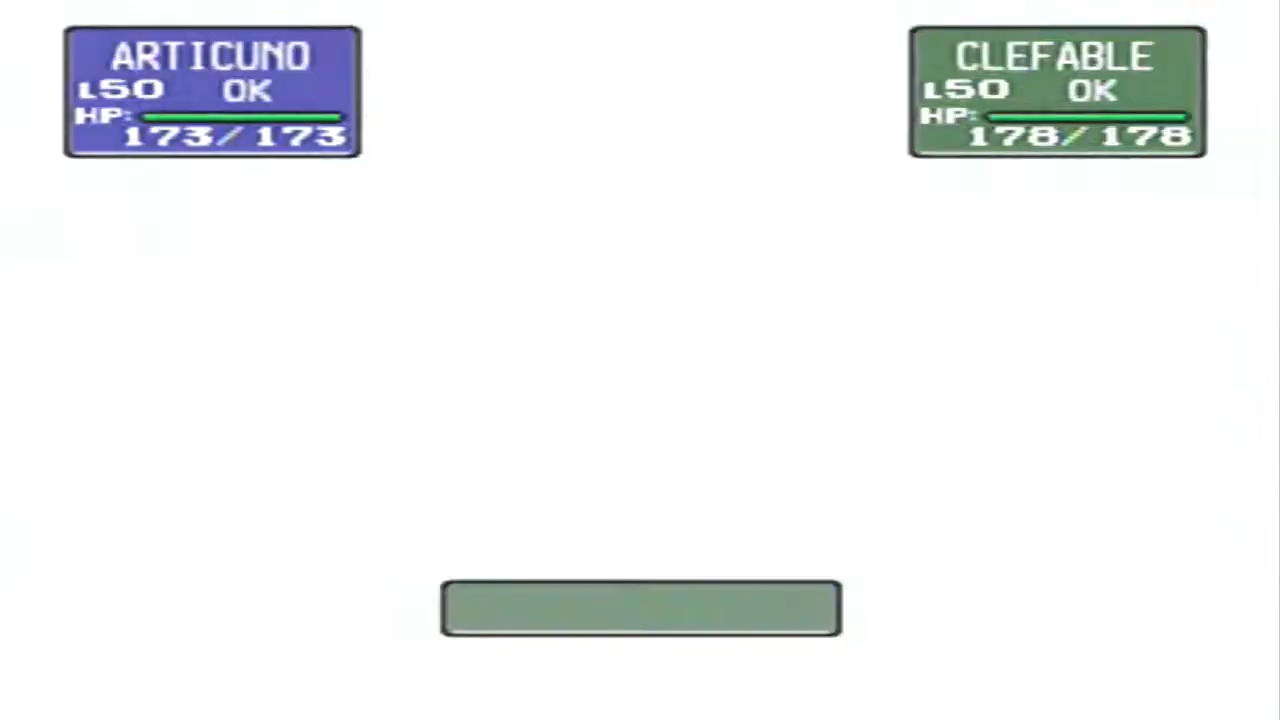 ARTICUNO
L50 OK
HP:
173/173
CLEFABLE
L50 OK
HP:
178/178